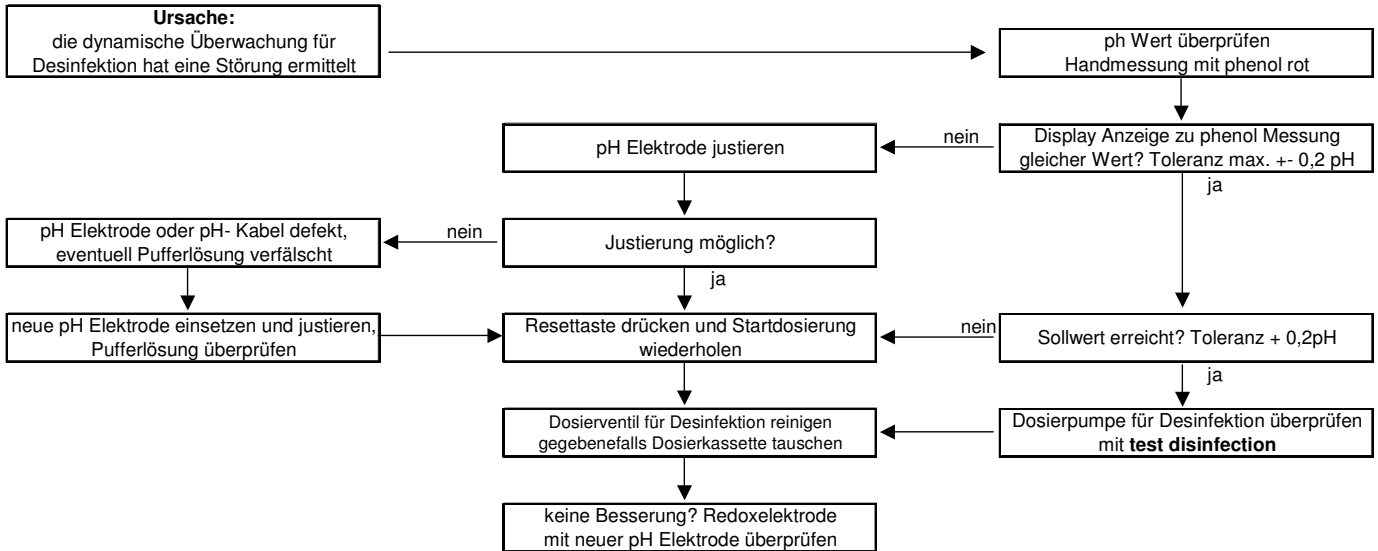 Ursache:
die dynamische Überwachung für
Desinfektion hat eine Störung ermittelt
ph Wert überprüfen
Handmessung mit phenol rot
Display Anzeige zu phenol Messung
gleicher Wert? Toleranz max. +- 0,2 pH
nein
pH Elektrode justieren
ja
Justierung möglich?
nein
pH Elektrode oder pH- Kabel defekt,
eventuell Pufferlösung verfälscht
ja
neue pH Elektrode einsetzen und justieren,
Pufferlösung überprüfen
Resettaste drücken und Startdosierung
wiederholen
nein
Sollwert erreicht? Toleranz + 0,2pH
ja
Dosierventil für Desinfektion reinigen
gegebenefalls Dosierkassette tauschen
Dosierpumpe für Desinfektion überprüfen
mit test disinfection
keine Besserung? Redoxelektrode
mit neuer pH Elektrode überprüfen